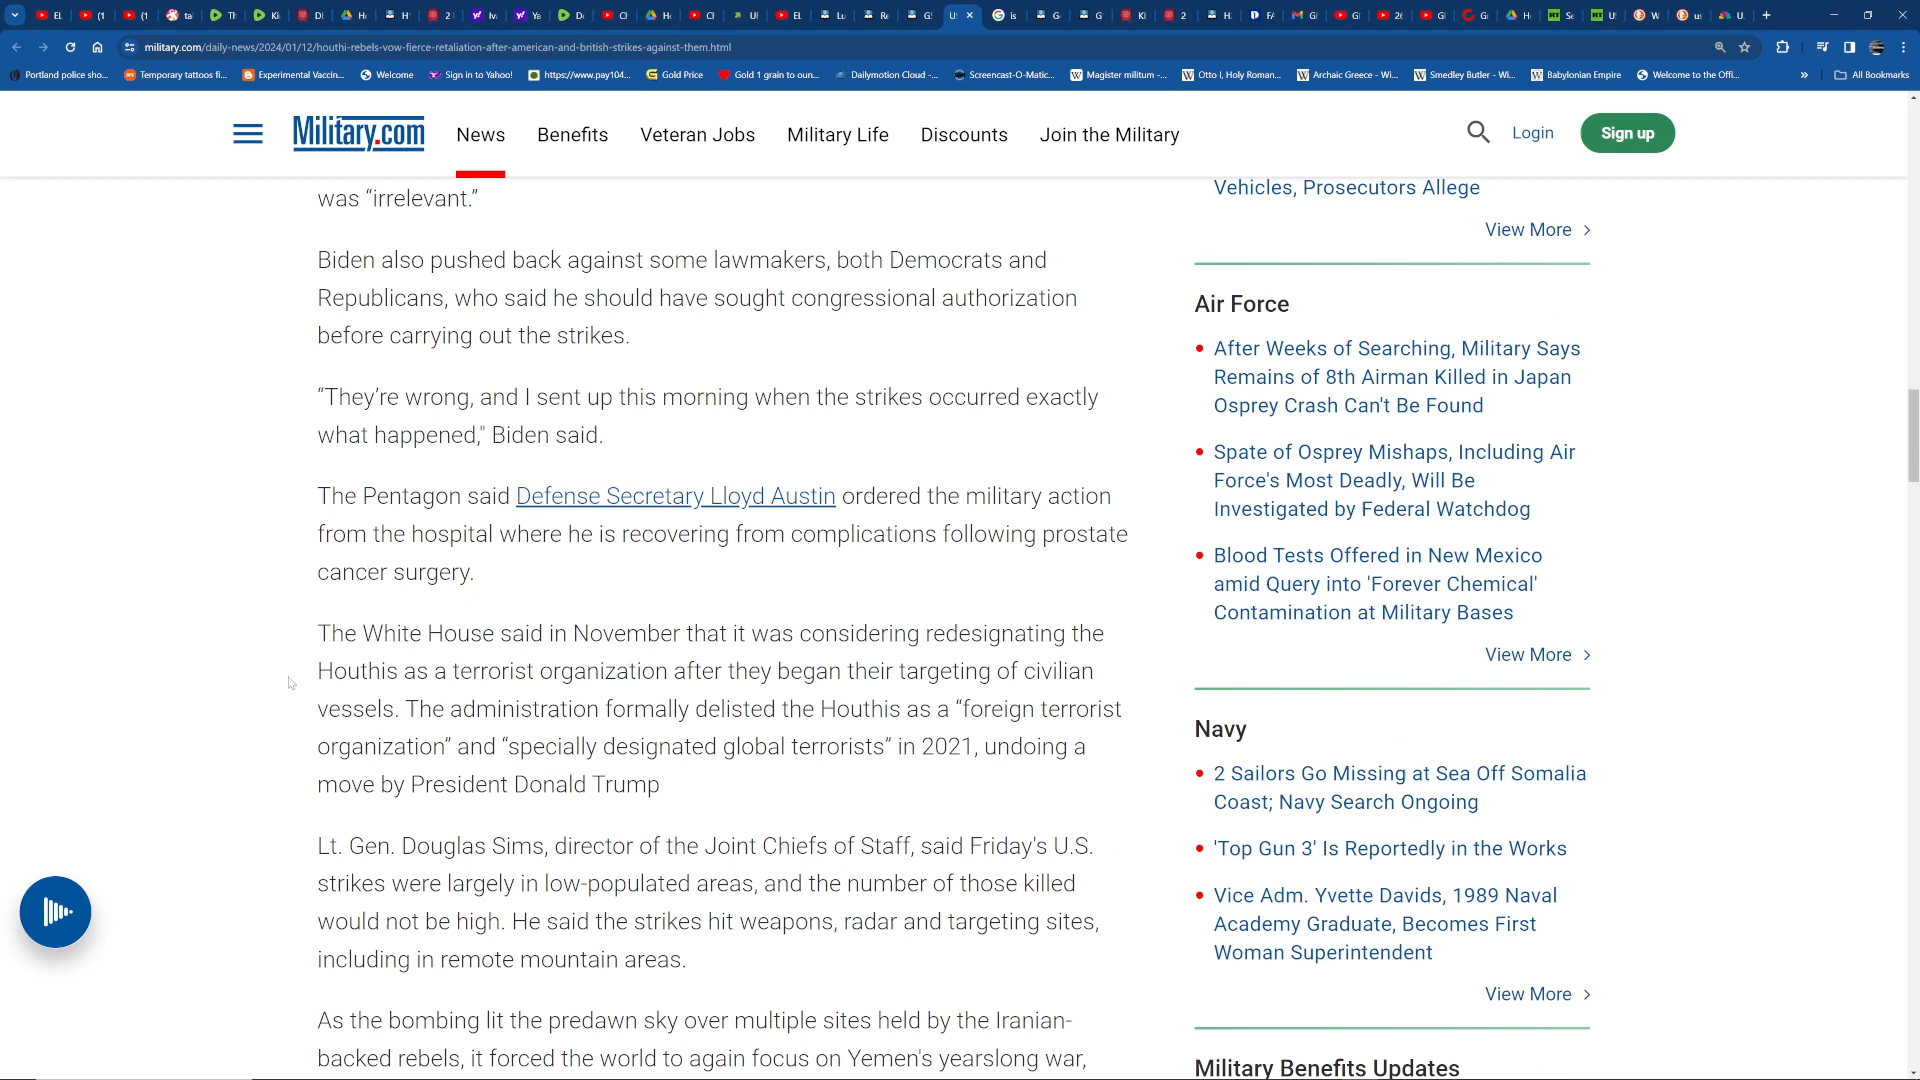 military.com/daily-news/2024/01/12/houthi-rebels-vow-fierce-retaliation-after-american-and-british-strikes-against-them.html
Portland police sho... Temporary tattoos fi... Experimental Vaccin... Welcome Sign in to Yahoo! https://www.pay104... Gold Price Gold 1 grain to oun... Dailymotion Cloud -... Screencast-O-Matic... Magister militum -... Otto I, Holy Roman... Archaic Greece - Wi... Smedley Butler - Wi... Babylonian Empire Welcome to the Offi... » All Bookmarks
Military.com News Benefits Veteran Jobs Military Life Discounts Join the Military Login Sign up
was “irrelevant.”
Biden also pushed back against some lawmakers, both Democrats and
Republicans, who said he should have sought congressional authorization
before carrying out the strikes.
“They’re wrong, and I sent up this morning when the strikes occurred exactly
what happened," Biden said.
The Pentagon said Defense Secretary Lloyd Austin ordered the military action
from the hospital where he is recovering from complications following prostate
cancer surgery.
The White House said in November that it was considering redesignating the
Houthis as a terrorist organization after they began their targeting of civilian
vessels. The administration formally delisted the Houthis as a “foreign terrorist
organization” and “specially designated global terrorists” in 2021, undoing a
move by President Donald Trump
Lt. Gen. Douglas Sims, director of the Joint Chiefs of Staff, said Friday's U.S.
strikes were largely in low-populated areas, and the number of those killed
would not be high. He said the strikes hit weapons, radar and targeting sites,
including in remote mountain areas.
As the bombing lit the predawn sky over multiple sites held by the Iranian-
backed rebels, it forced the world to again focus on Yemen's yearslong war,
Vehicles, Prosecutors Allege
View More
Air Force
After Weeks of Searching, Military Says
Remains of 8th Airman Killed in Japan
Osprey Crash Can't Be Found
Spate of Osprey Mishaps, Including Air
Force's Most Deadly, Will Be
Investigated by Federal Watchdog
Blood Tests Offered in New Mexico
amid Query into 'Forever Chemical'
Contamination at Military Bases
View More
Navy
2 Sailors Go Missing at Sea Off Somalia
Coast; Navy Search Ongoing
'Top Gun 3' Is Reportedly in the Works
Vice Adm. Yvette Davids, 1989 Naval
Academy Graduate, Becomes First
Woman Superintendent
View More
Military Benefits Updates